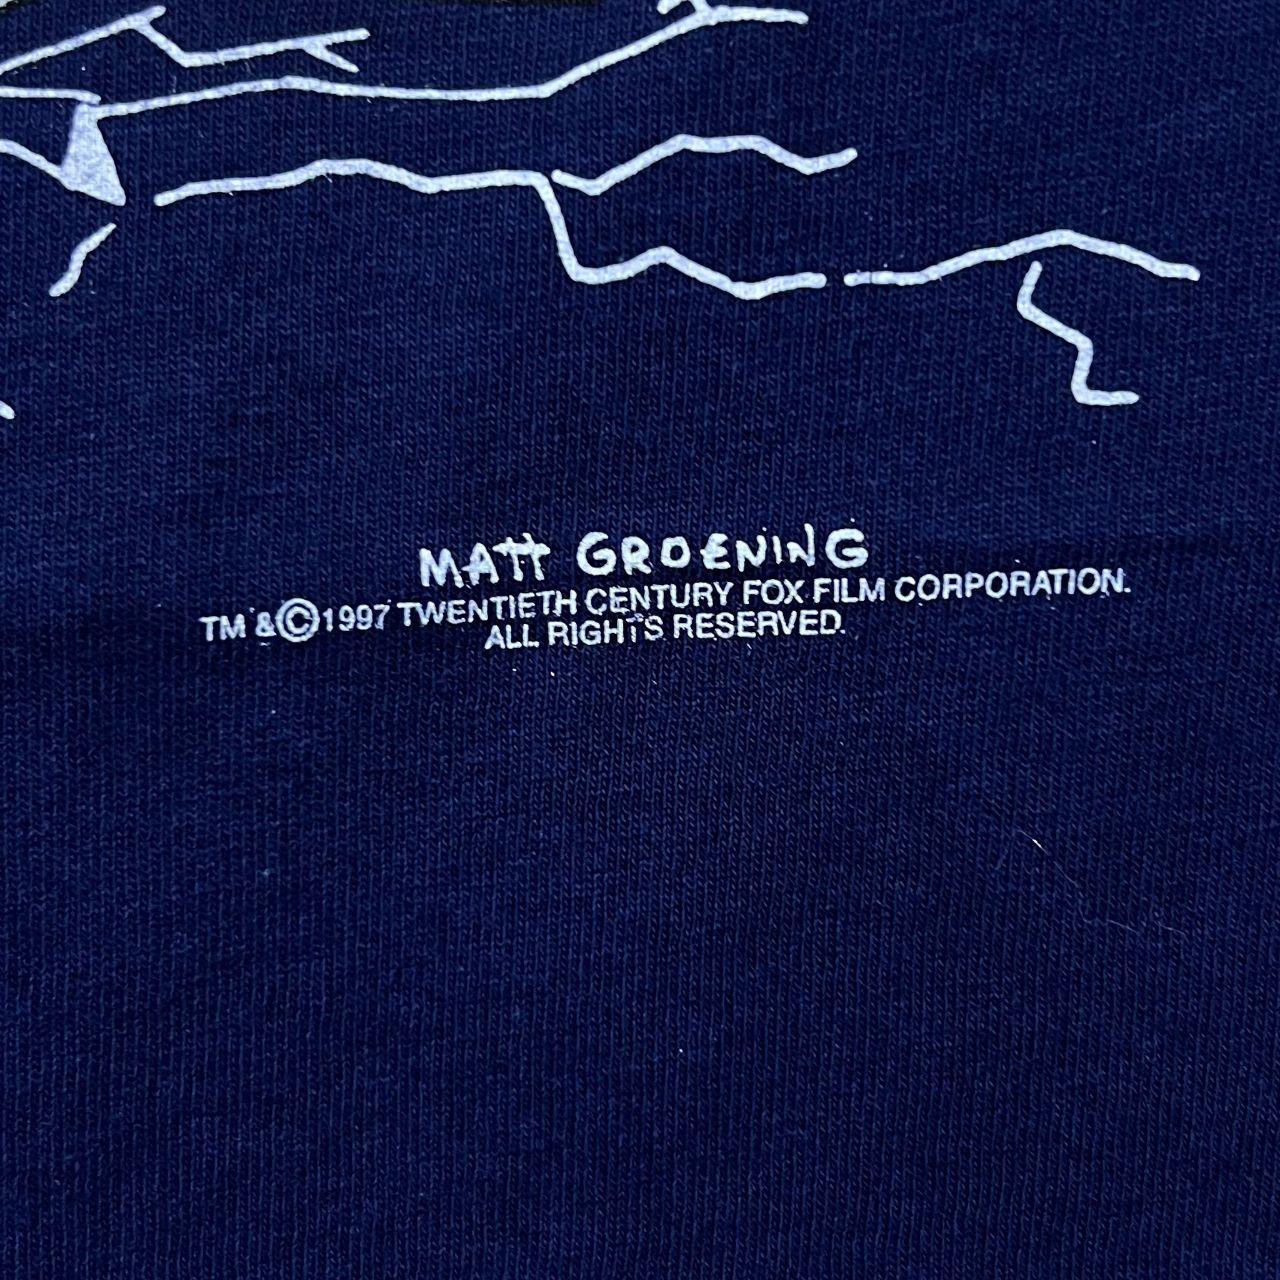 MATT GROENING
TM & ©1997 TWENTIETH CENTURY FOX FILM CORPORATION.
ALL RIGHTS RESERVED.